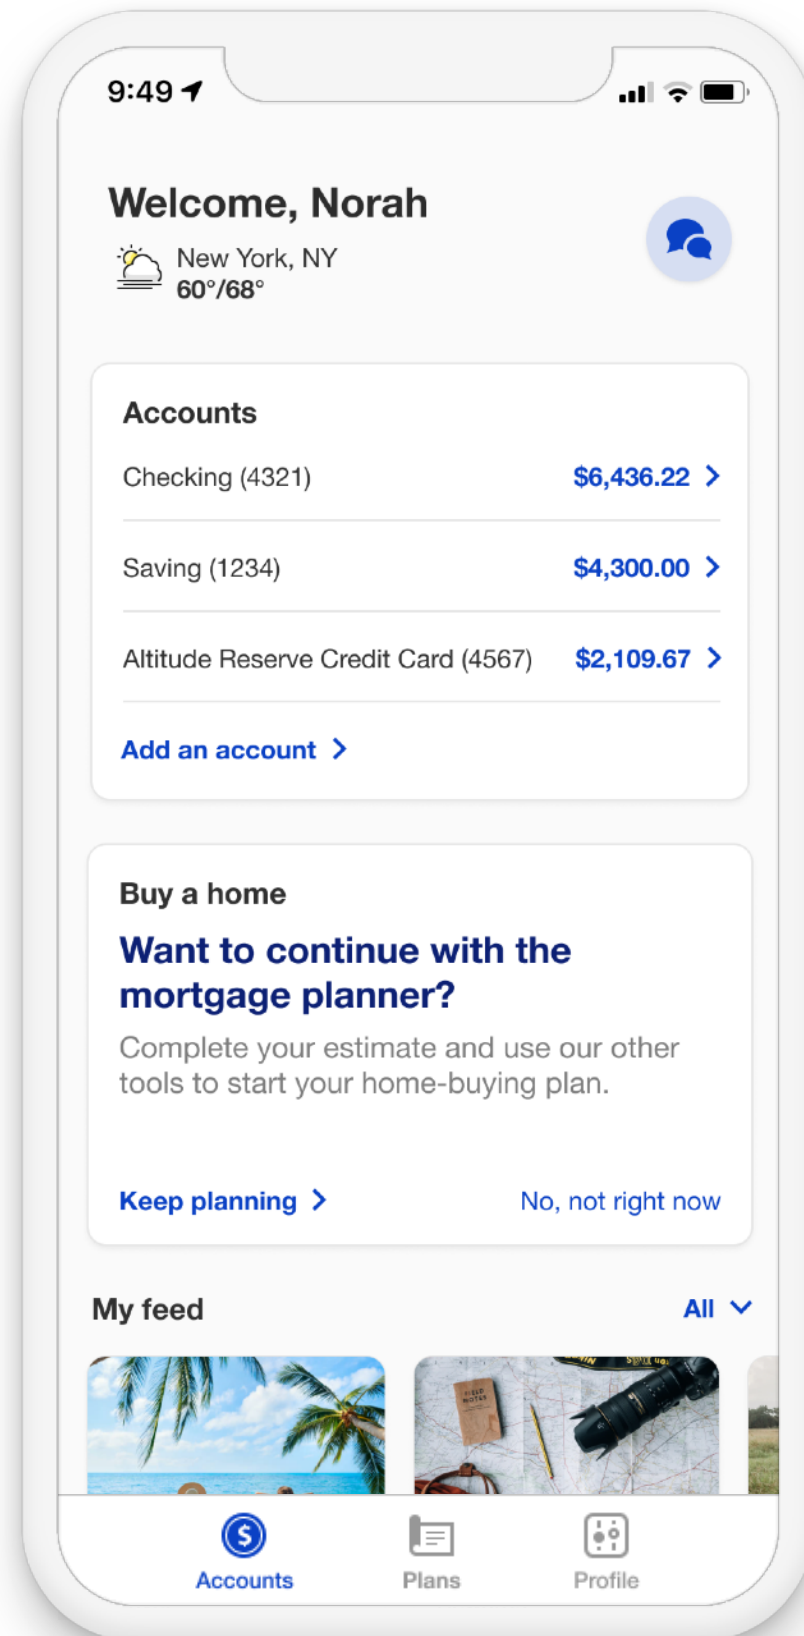 9:49
Welcome, Norah
New York, NY
60°/68°
Accounts
Checking (4321) $6,436.22
Saving (1234) $4,300.00
Altitude Reserve Credit Card (4567) $2,109.67
Add an account
Buy a home
Want to continue with the
mortgage planner?
Complete your estimate and use our other
tools to start your home-buying plan.
Keep planning No, not right now
My feed All
FIELD
NOTES
Accounts Plans Profile